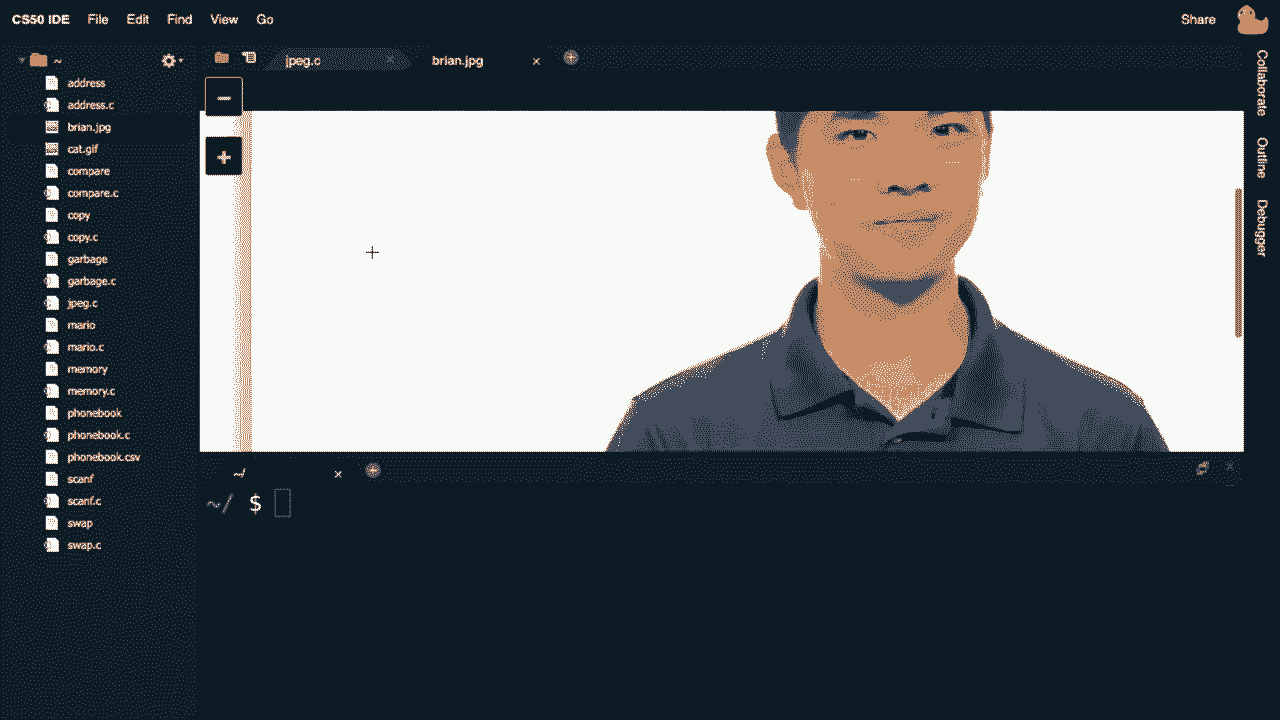 CS50 IDE File Edit Find View Go Share
~
jpeg.c × brian.jpg ×
address
address.c
brian.jpg
cat.gif
compare
compare.c
copy
copy.c
garbage
garbage.c
jpeg.c
mario
mario.c
memory
memory.c
phonebook
phonebook.c
phonebook.csv
scanf
scanf.c
swap
swap.c
Collaborate
Outline
Debugger
~/ ×
~/ $